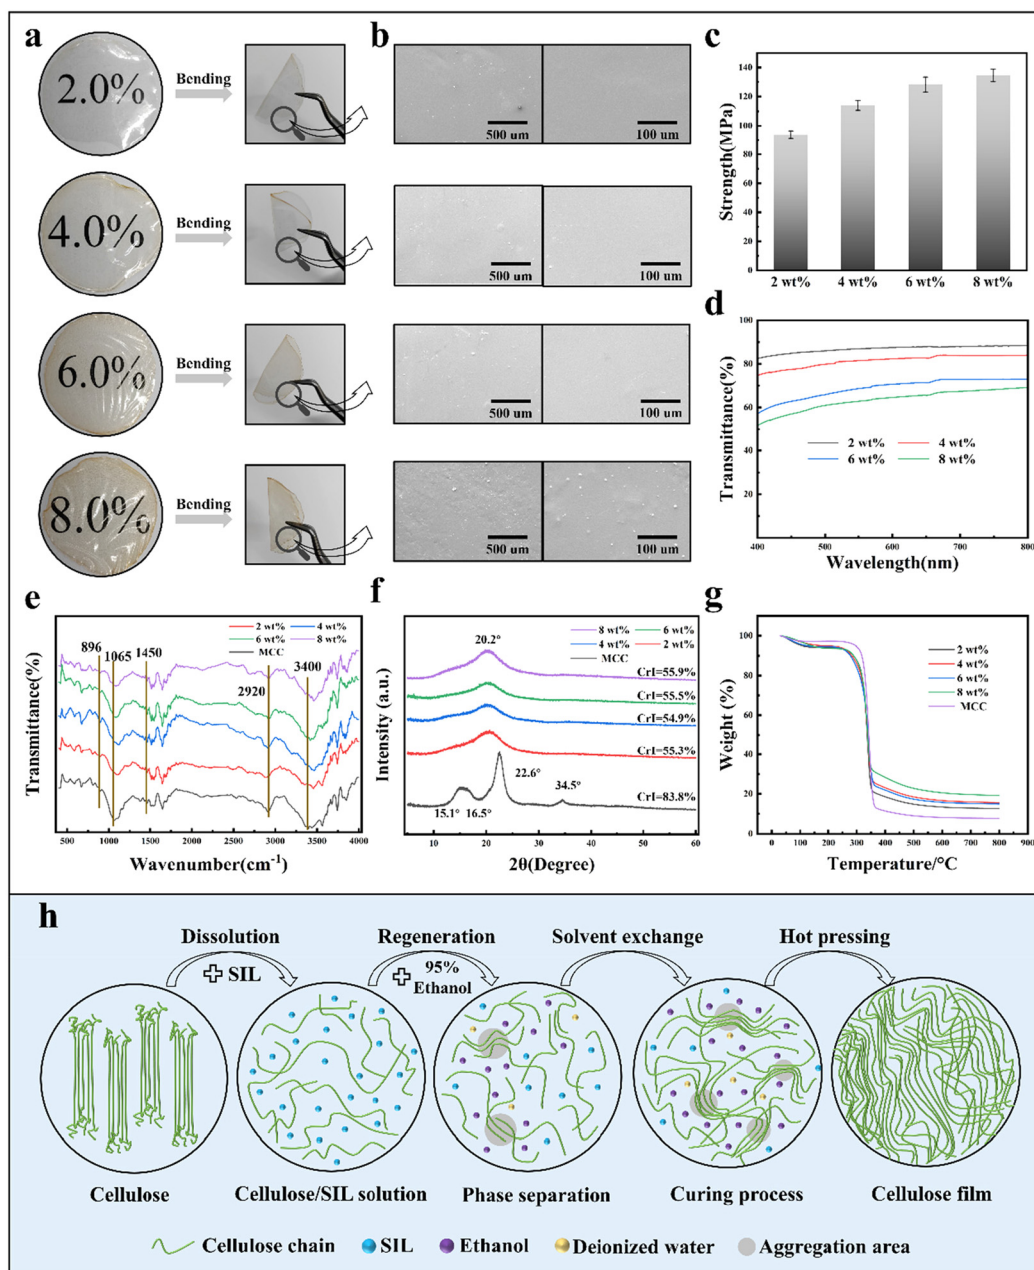 a
2.0%
Bending
4.0%
Bending
6.0%
Bending
8.0%
Bending
b
500 um
100 um
500 um
100 um
500 um
100 um
500 um
100 um
c
Strength(MPa)
140
120
100
80
60
40
20
0
2 wt% 4 wt% 6 wt% 8 wt%
d
Transmittance(%)
100
80
60
40
20
2 wt% 4 wt%
6 wt% 8 wt%
400 500 600 700 800
Wavelength(nm)
e
Transmittance(%)
2 wt% 4 wt%
6 wt% 8 wt%
MCC
896
1065
1450
2920
3400
500 1000 1500 2000 2500 3000 3500 4000
Wavenumber(cm-1)
f
Intensity (a.u.)
20.2°
8 wt% 6 wt%
4 wt% 2 wt%
MCC
CrI=55.9%
CrI=55.5%
CrI=54.9%
CrI=55.3%
22.6°
34.5°
CrI=83.8%
15.1° 16.5°
10 20 30 40 50 60
2θ(Degree)
g
Weight (%)
100
80
60
40
20
0
2 wt%
4 wt%
6 wt%
8 wt%
MCC
0 100 200 300 400 500 600 700 800 900
Temperature/°C
h
Dissolution
SIL
Regeneration
95%
Ethanol
Solvent exchange
Hot pressing
Cellulose
Cellulose/SIL solution
Phase separation
Curing process
Cellulose film
Cellulose chain
SIL
Ethanol
Deionized water
Aggregation area